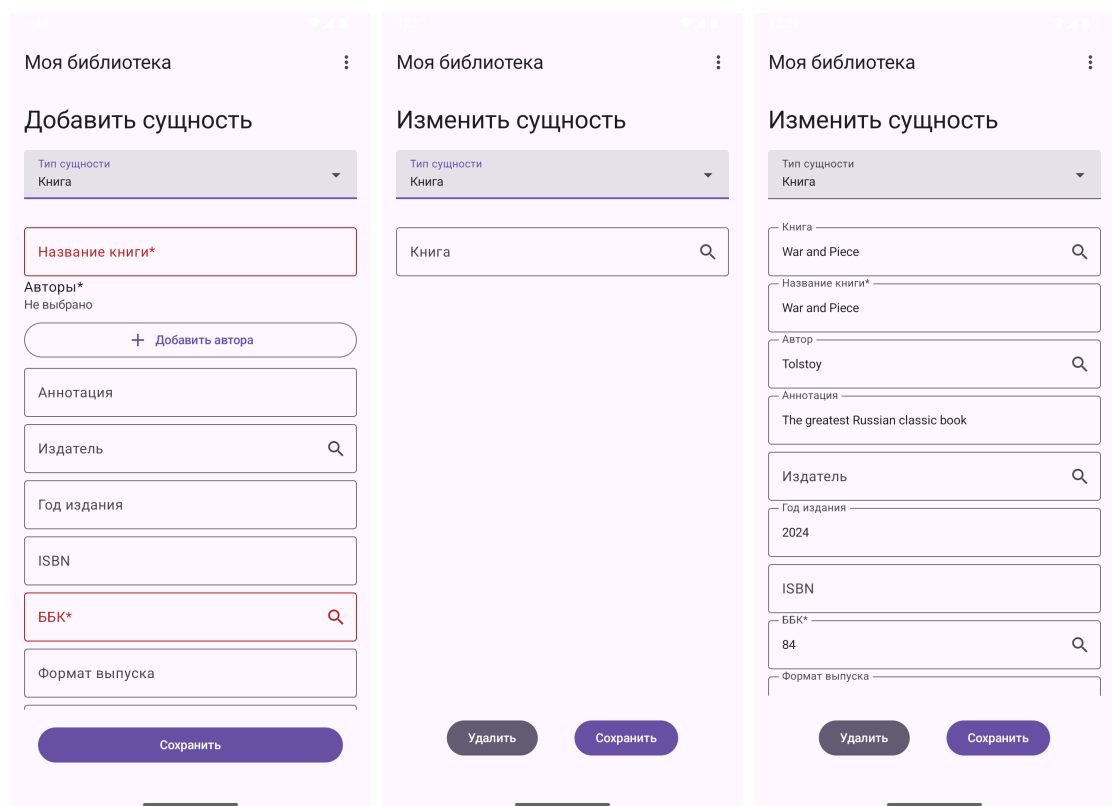 Моя библиотека
Добавить сущность
Тип сущности
Книга
Название книги*
Авторы*
Не выбрано
+ Добавить автора
Аннотация
Издатель
Год издания
ISBN
ББК*
Формат выпуска
Сохранить
Моя библиотека
Изменить сущность
Тип сущности
Книга
Книга
Удалить
Сохранить
Моя библиотека
Изменить сущность
Тип сущности
Книга
Книга
War and Piece
Название книги*
War and Piece
Автор
Tolstoy
Аннотация
The greatest Russian classic book
Издатель
Год издания
2024
ISBN
ББК*
84
Формат выпуска
Удалить
Сохранить